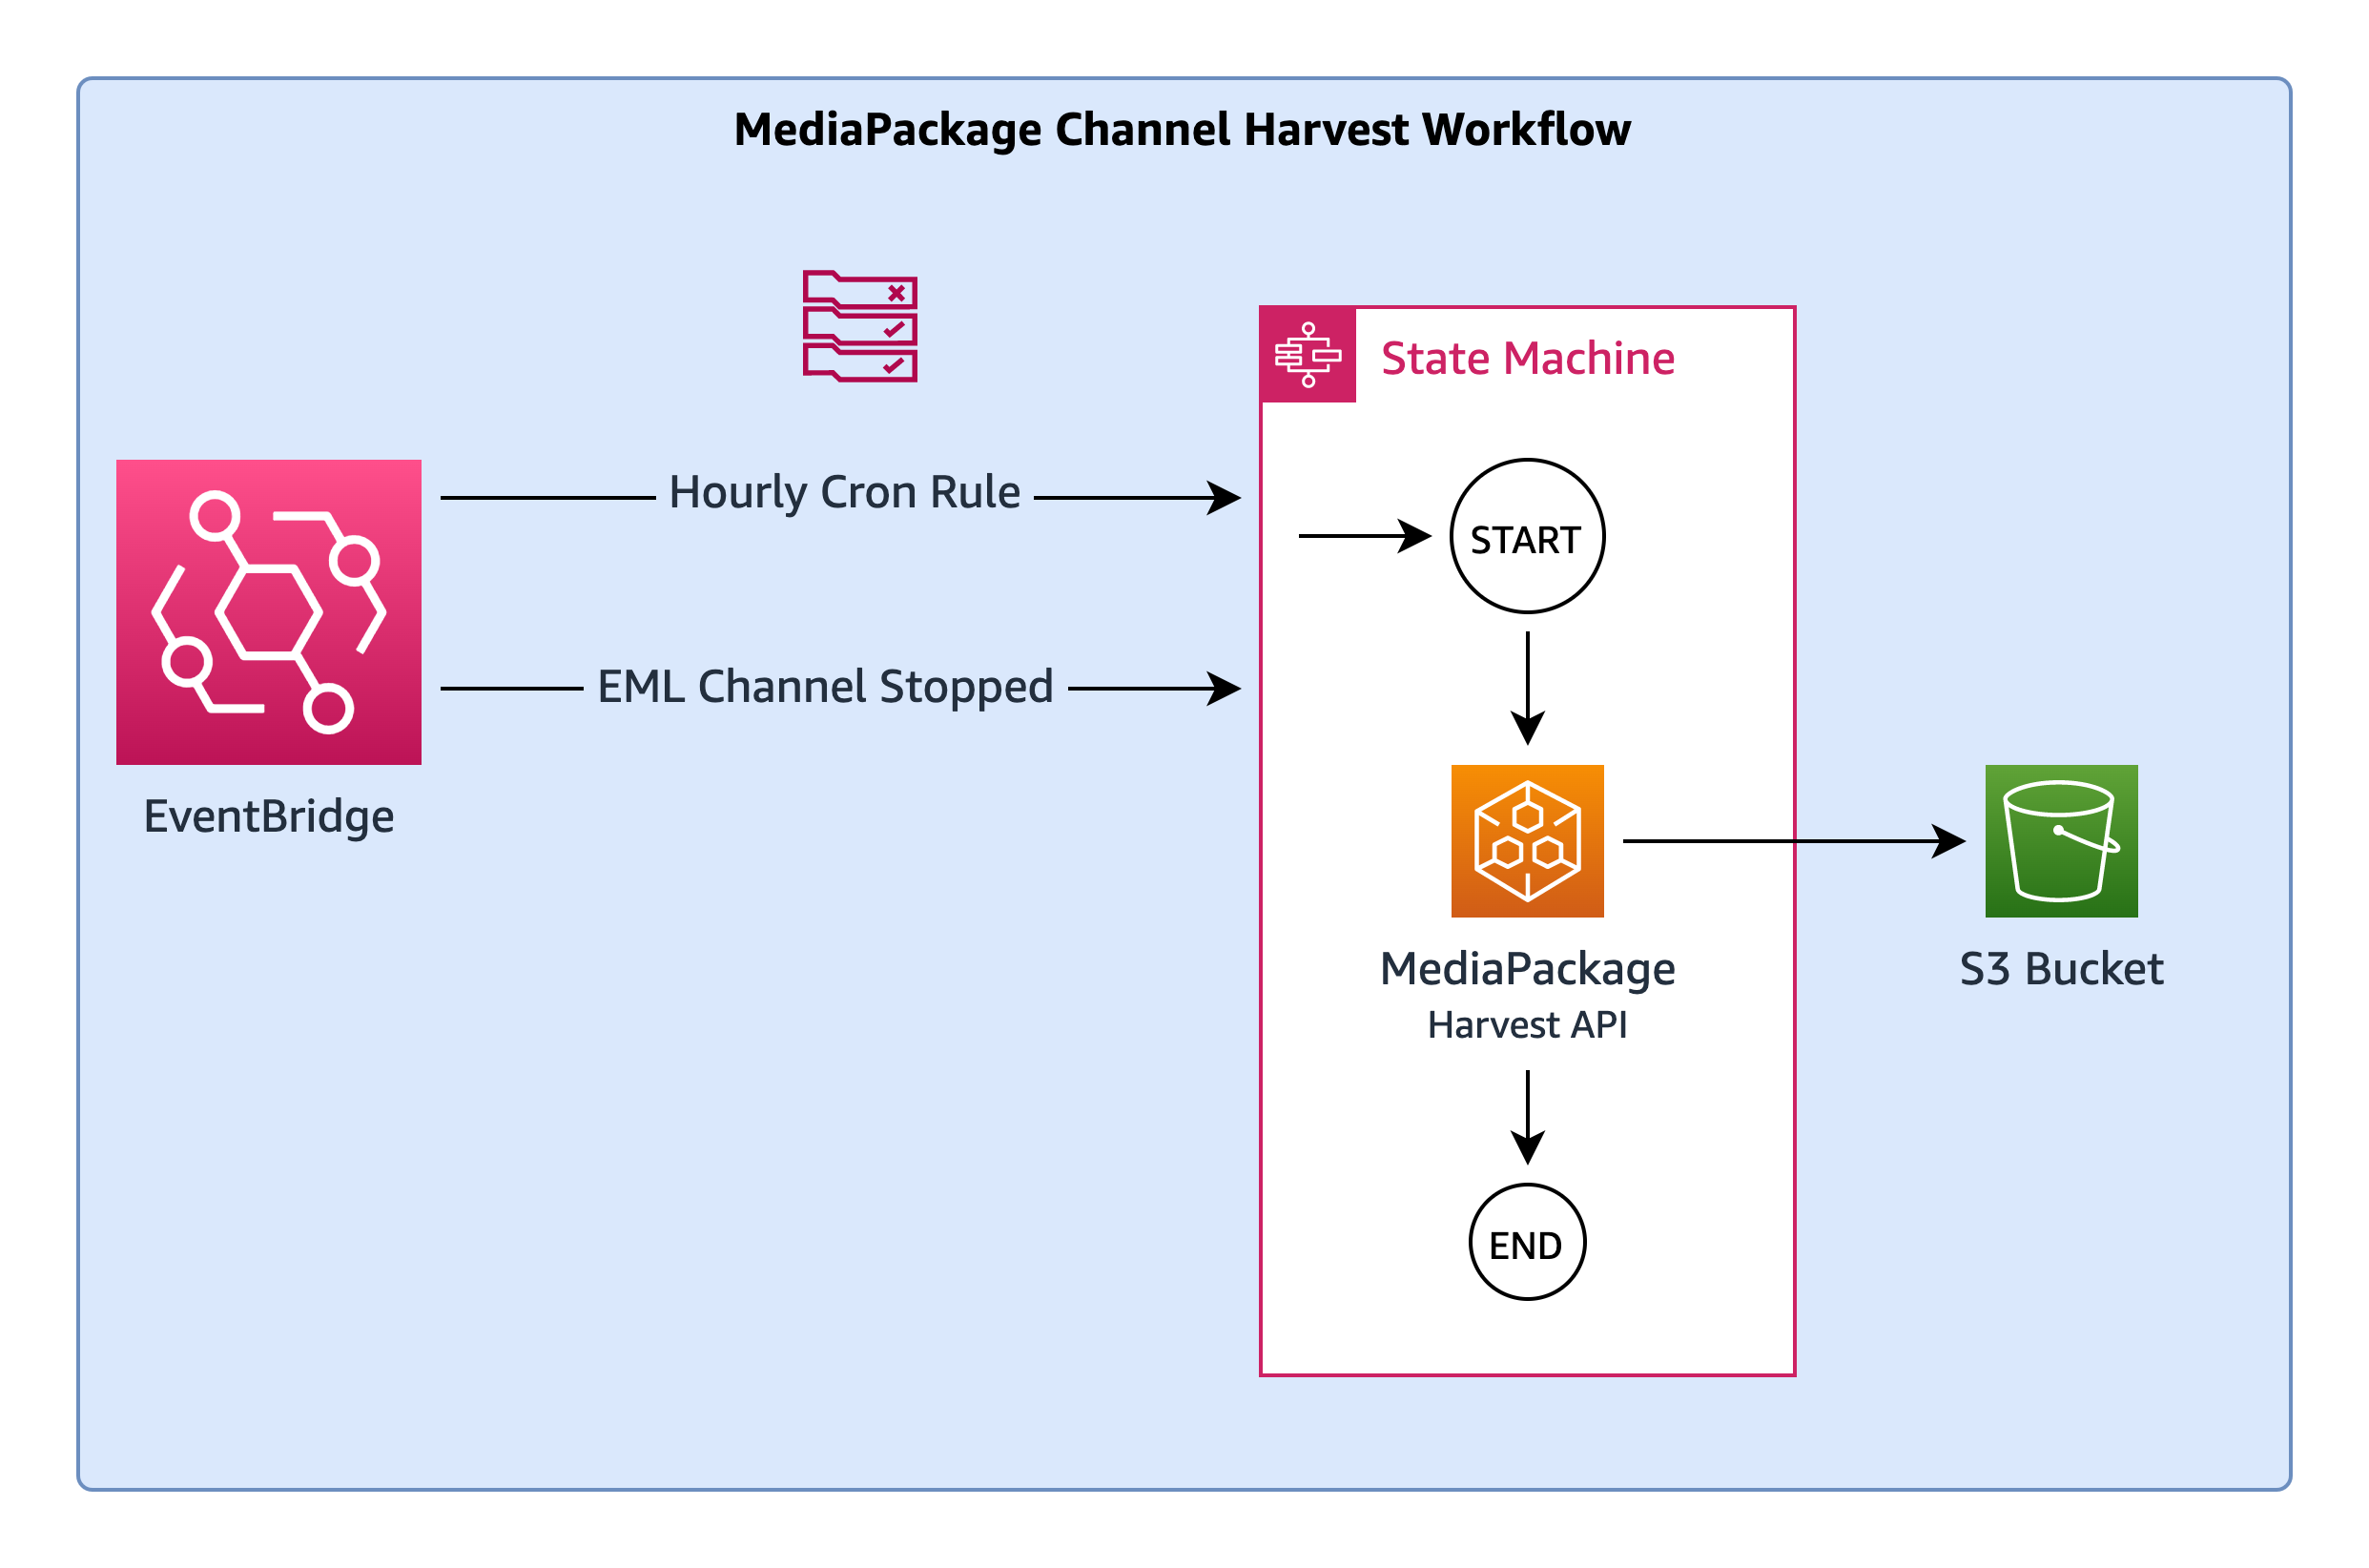 MediaPackage Channel Harvest Workflow
State Machine
Hourly Cron Rule
START
EML Channel Stopped
EventBridge
MediaPackage
Harvest API
S3 Bucket
END